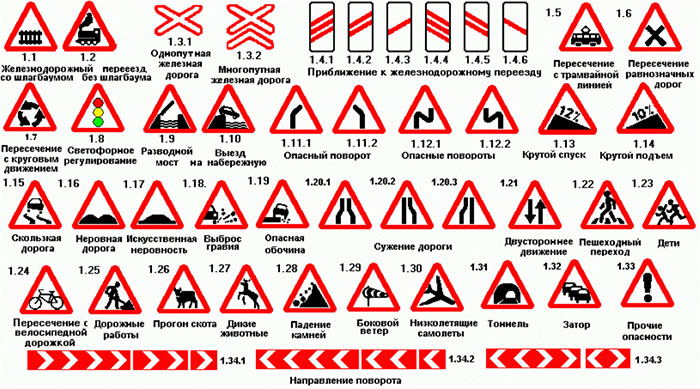 1.1 1.2
Железнодорожный переезд,
со шлагбаумом без шлагбаума
1.3.1
Однопутная
железная
дорога
1.3.2
Многопутная
железная дорога
1.4.1 1.4.2 1.4.3 1.4.4 1.4.5 1.4.6
Приближение к железнодорожному переезду
1.5
Пересечение
с трамвайной
линией
1.6
Пересечение
равнозначных
дорог
1.7
Пересечение
с круговым
движением
1.8
Светофорное
регулирование
1.9
Разводной
мост
1.10
Выезд
на набережную
1.11.1 1.11.2
Опасный поворот
1.12.1 1.12.2
Опасные повороты
12%
1.13
Крутой спуск
10%
1.14
Крутой подъем
1.15
Скользкая
дорога
1.16
Неровная
дорога
1.17
Искусственная
неровность
1.18.
Выброс
гравия
1.19
Опасная
обочина
1.20.1 1.20.2 1.20.3
Сужение дороги
1.21
Двустороннее
движение
1.22
Пешеходный
переход
1.23
Дети
1.24
Пересечение с
велосипедной
дорожкой
1.25
Дорожные
работы
1.26
Прогон скота
1.27
Дикие
животные
1.28
Падение
камней
1.29
Боковой
ветер
1.30
Низколетящие
самолеты
1.31
Тоннель
1.32
Затор
1.33
Прочие
опасности
1.34.1 1.34.2 1.34.3
Направление поворота